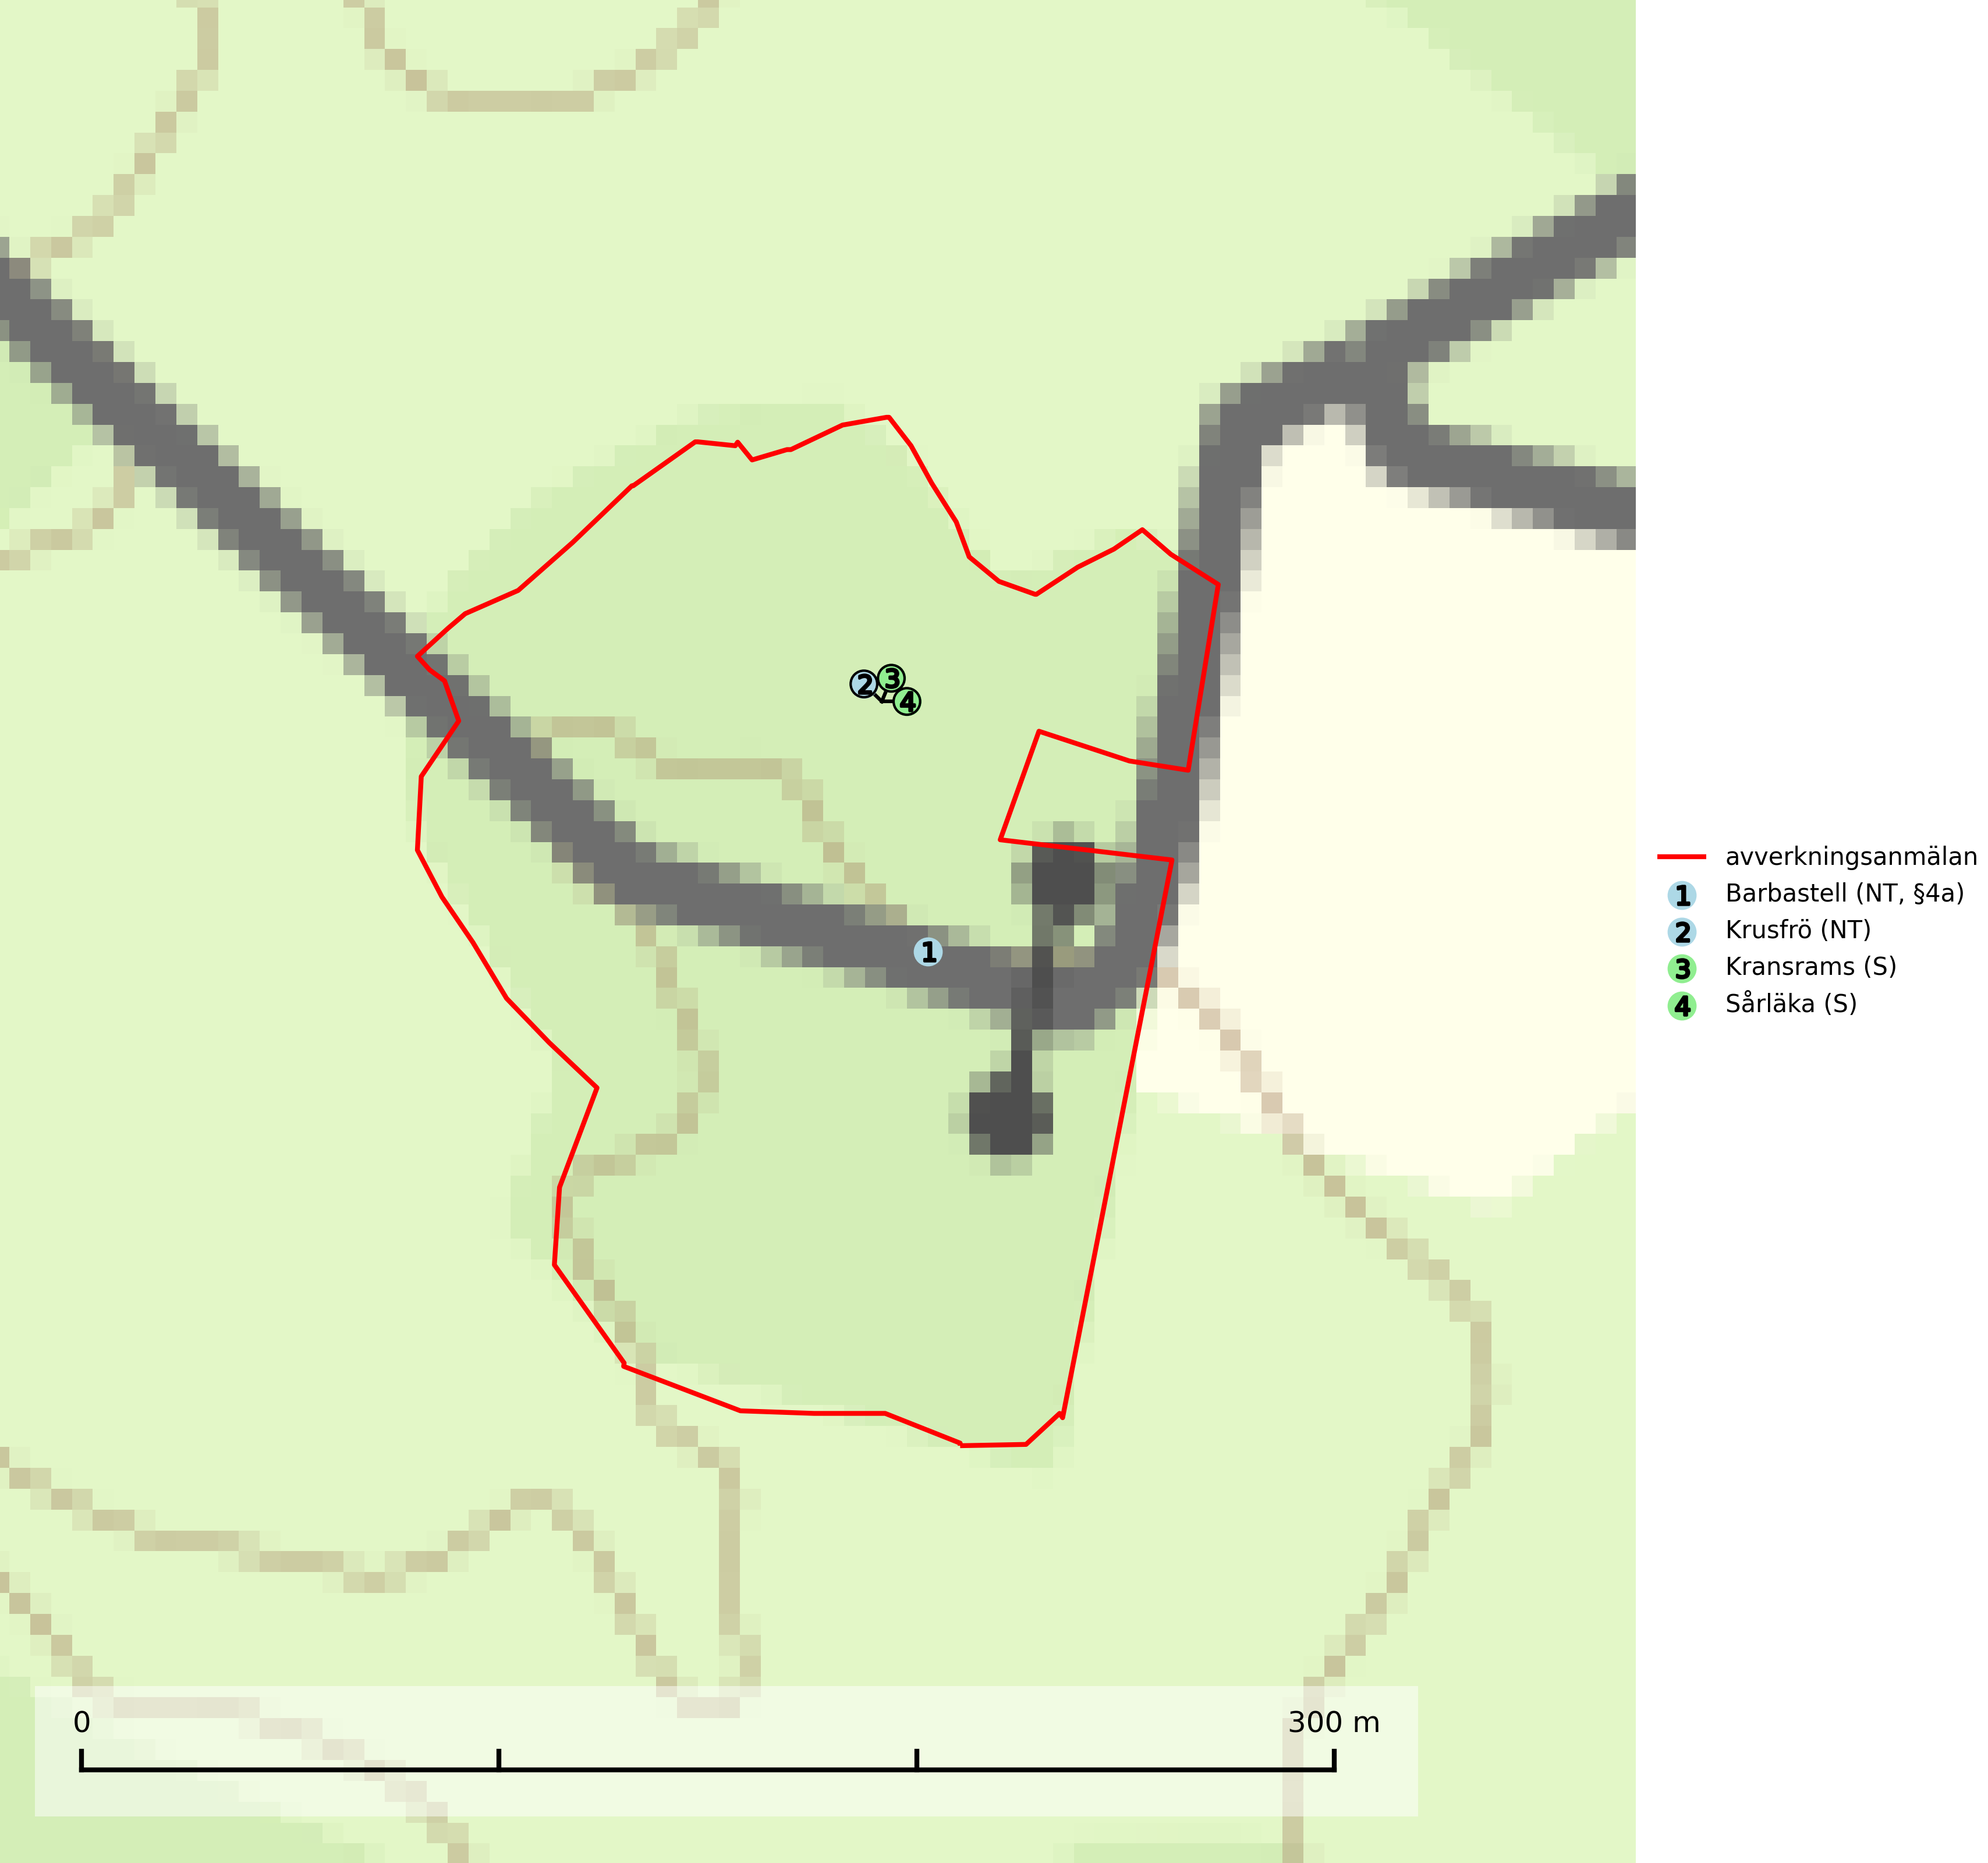 2 3
4
1
avverkningsanmälan
1 Barbastell (NT, §4a)
2 Krusfrö (NT)
3 Kransrams (S)
4 Sårläka (S)
0 300 m